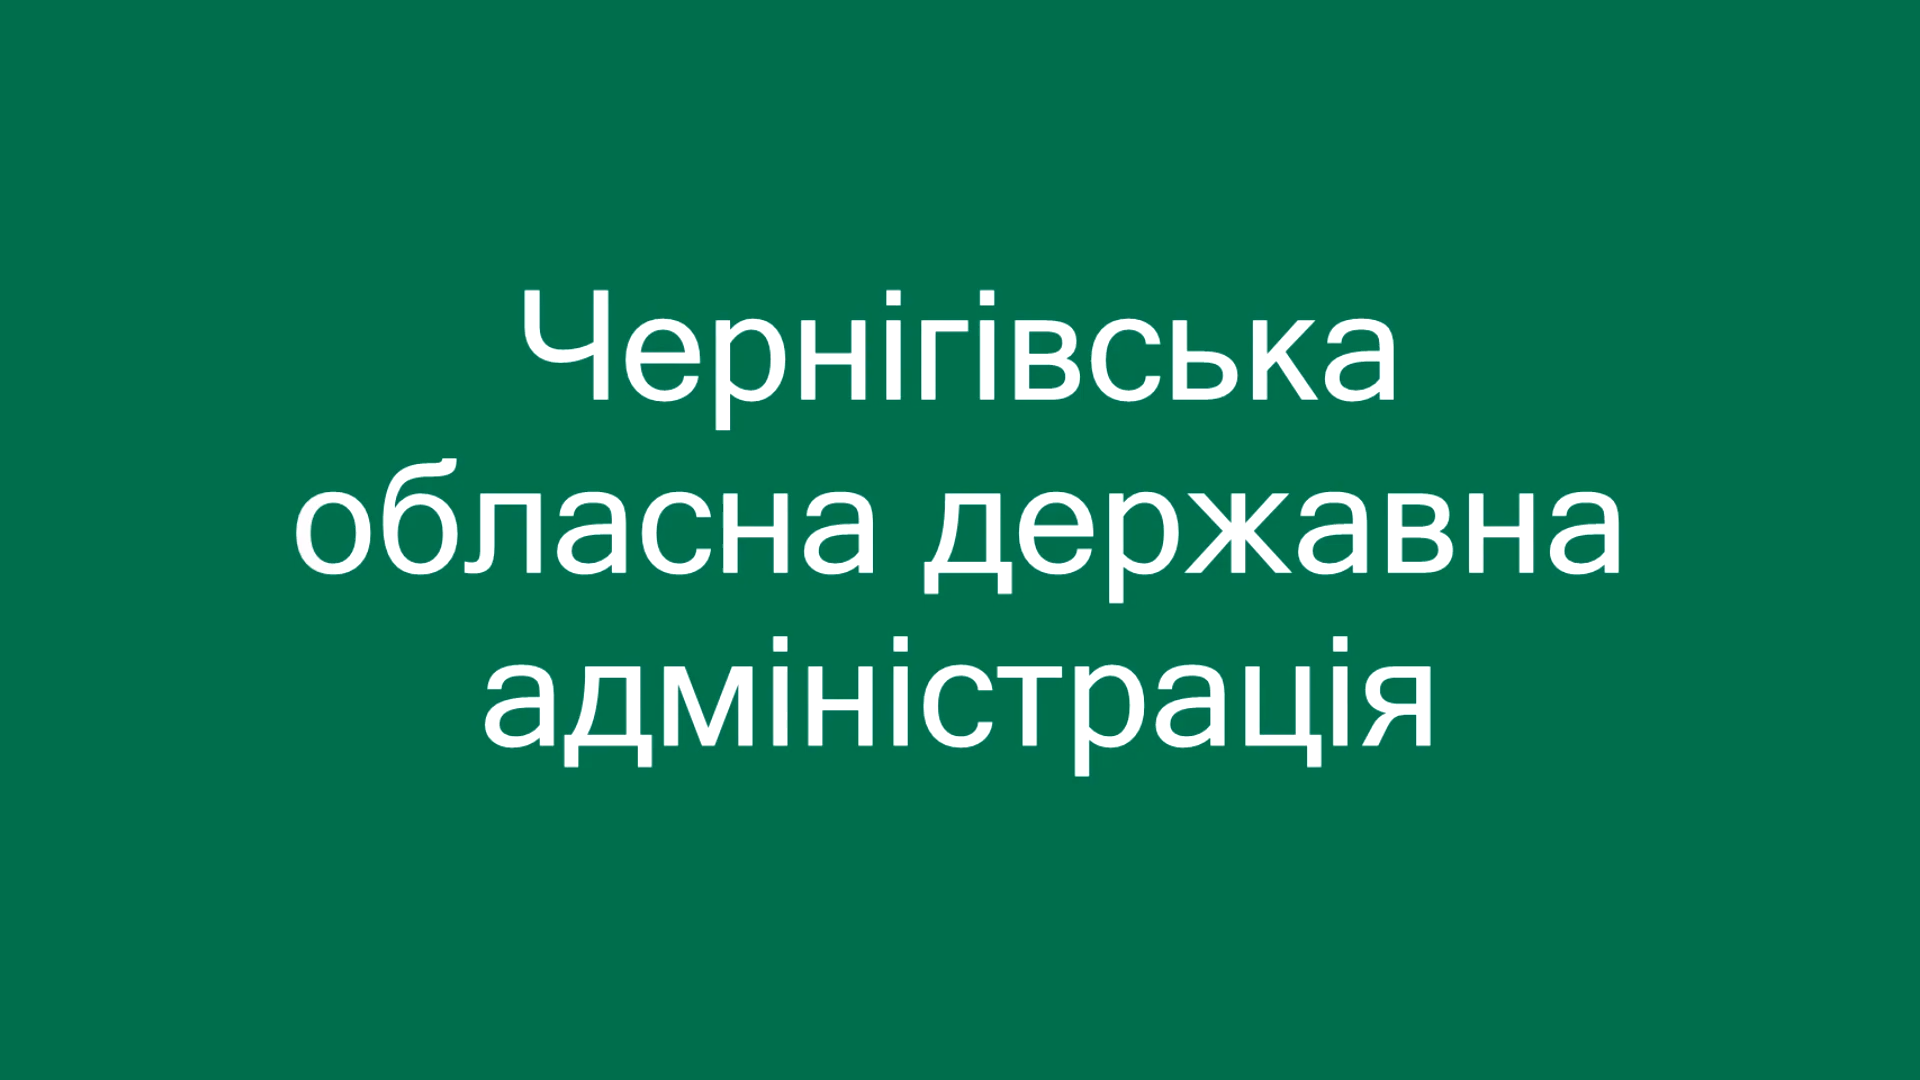 Чернігівська
обласна державна
адміністрація